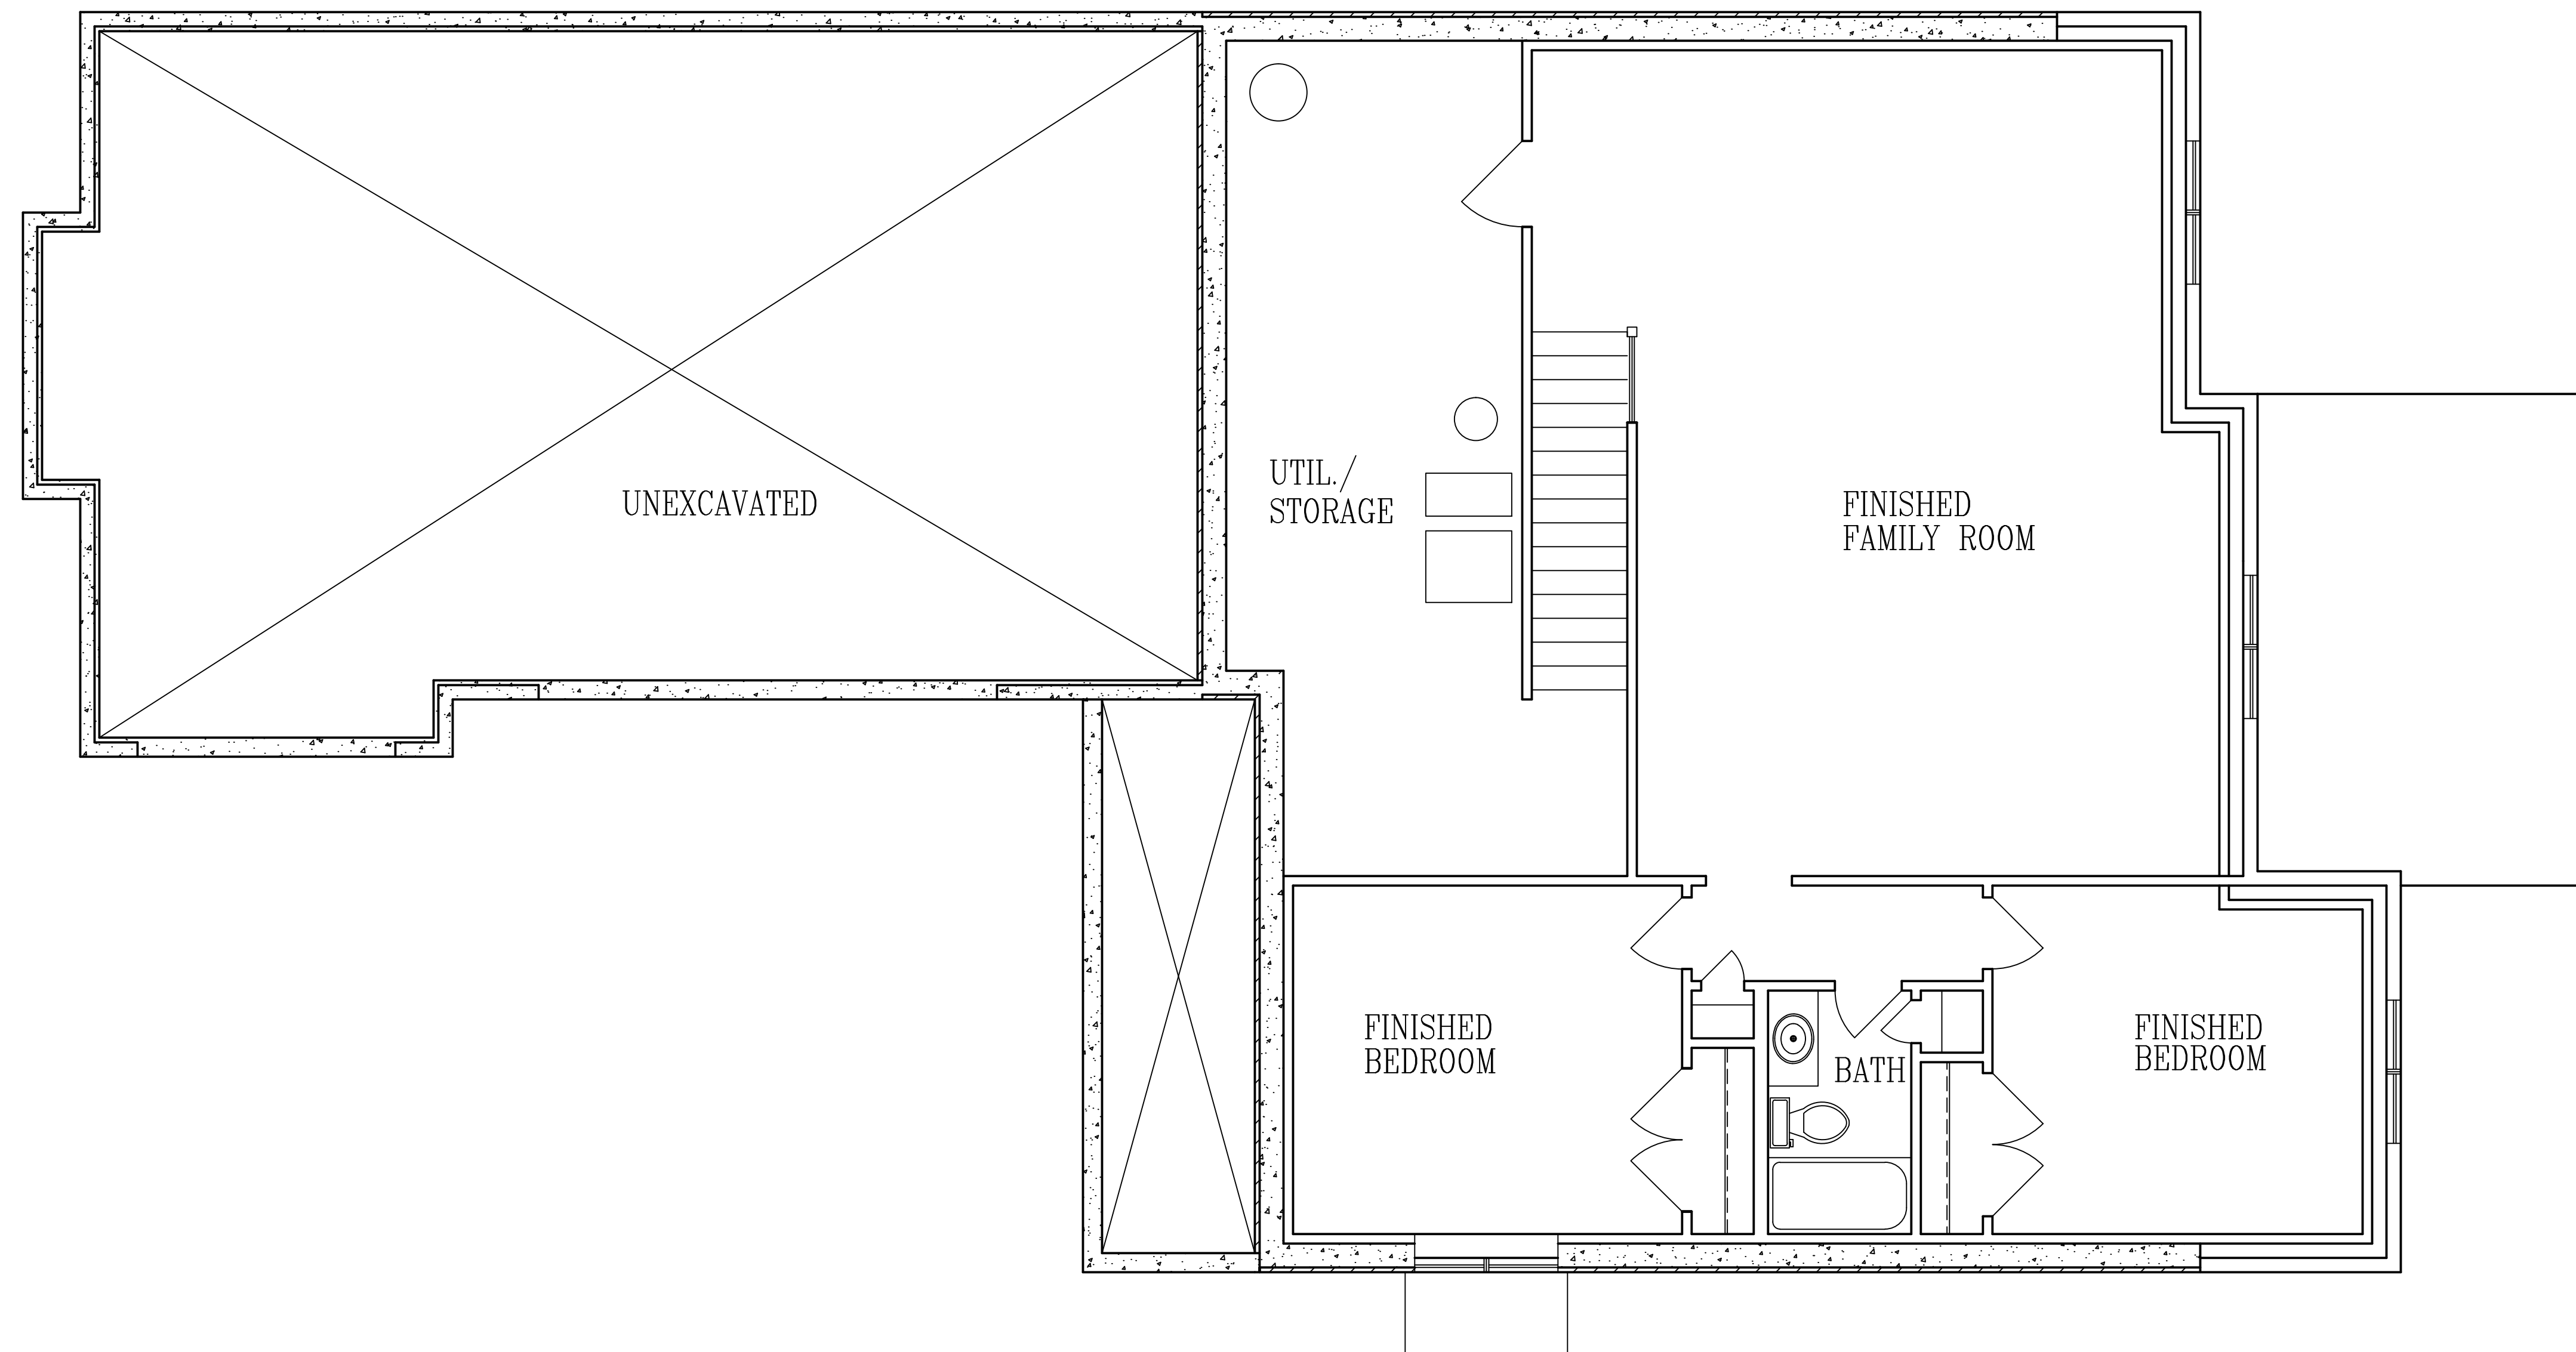 UNEXCAVATED
UTIL./
STORAGE
FINISHED
FAMILY ROOM
FINISHED
BEDROOM
BATH
FINISHED
BEDROOM